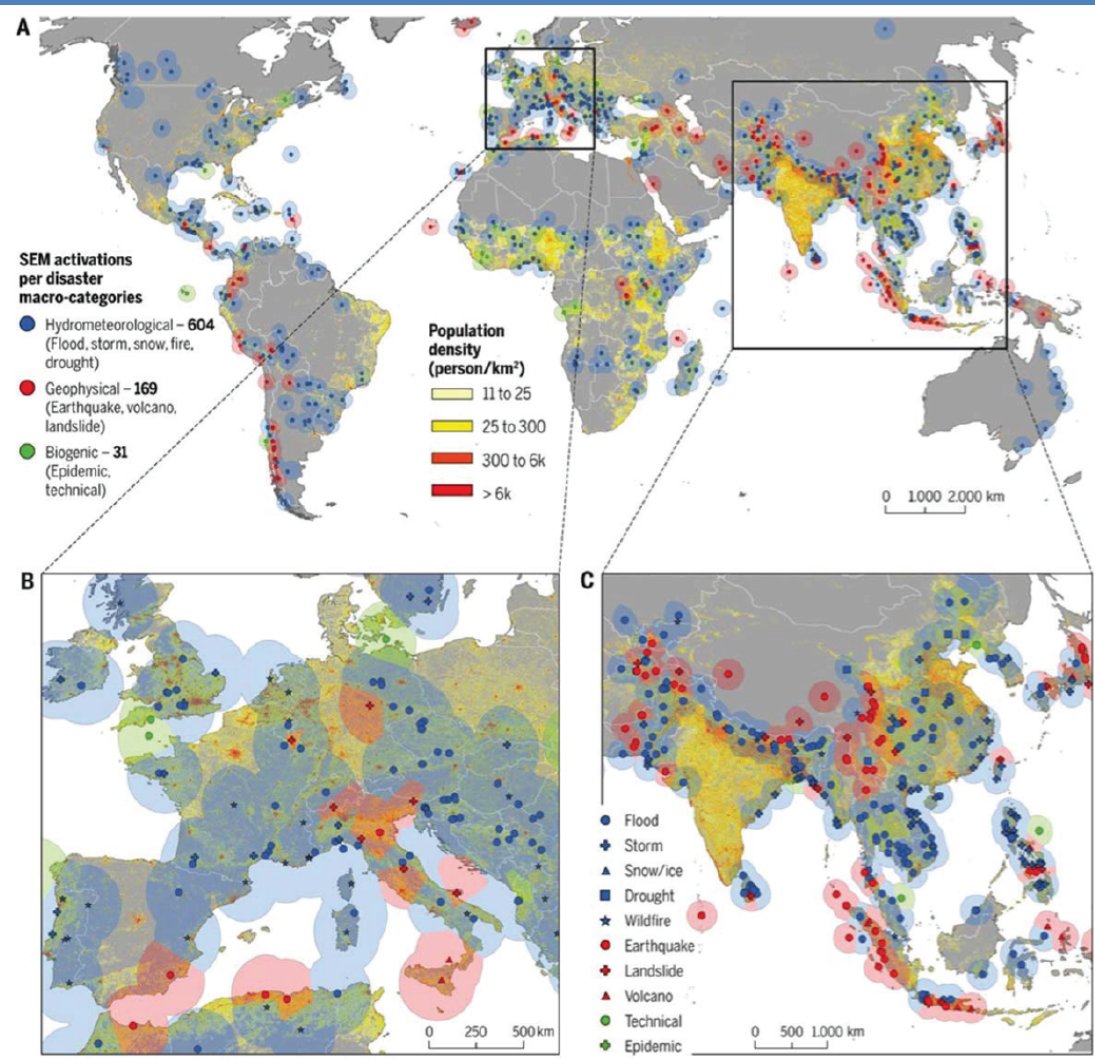 A
SEM activations
per disaster
macro-categories
Hydrometeorological – 604
(Flood, storm, snow, fire,
drought)
Geophysical – 169
(Earthquake, volcano,
landslide)
Biogenic – 31
(Epidemic,
technical)
Population
density
(person/km²)
11 to 25
25 to 300
300 to 6k
> 6k
0 1.000 2.000 km
B
0 250 500 km
C
Flood
Storm
Snow/ice
Drought
Wildfire
Earthquake
Landslide
Volcano
Technical
Epidemic
0 500 1.000 km